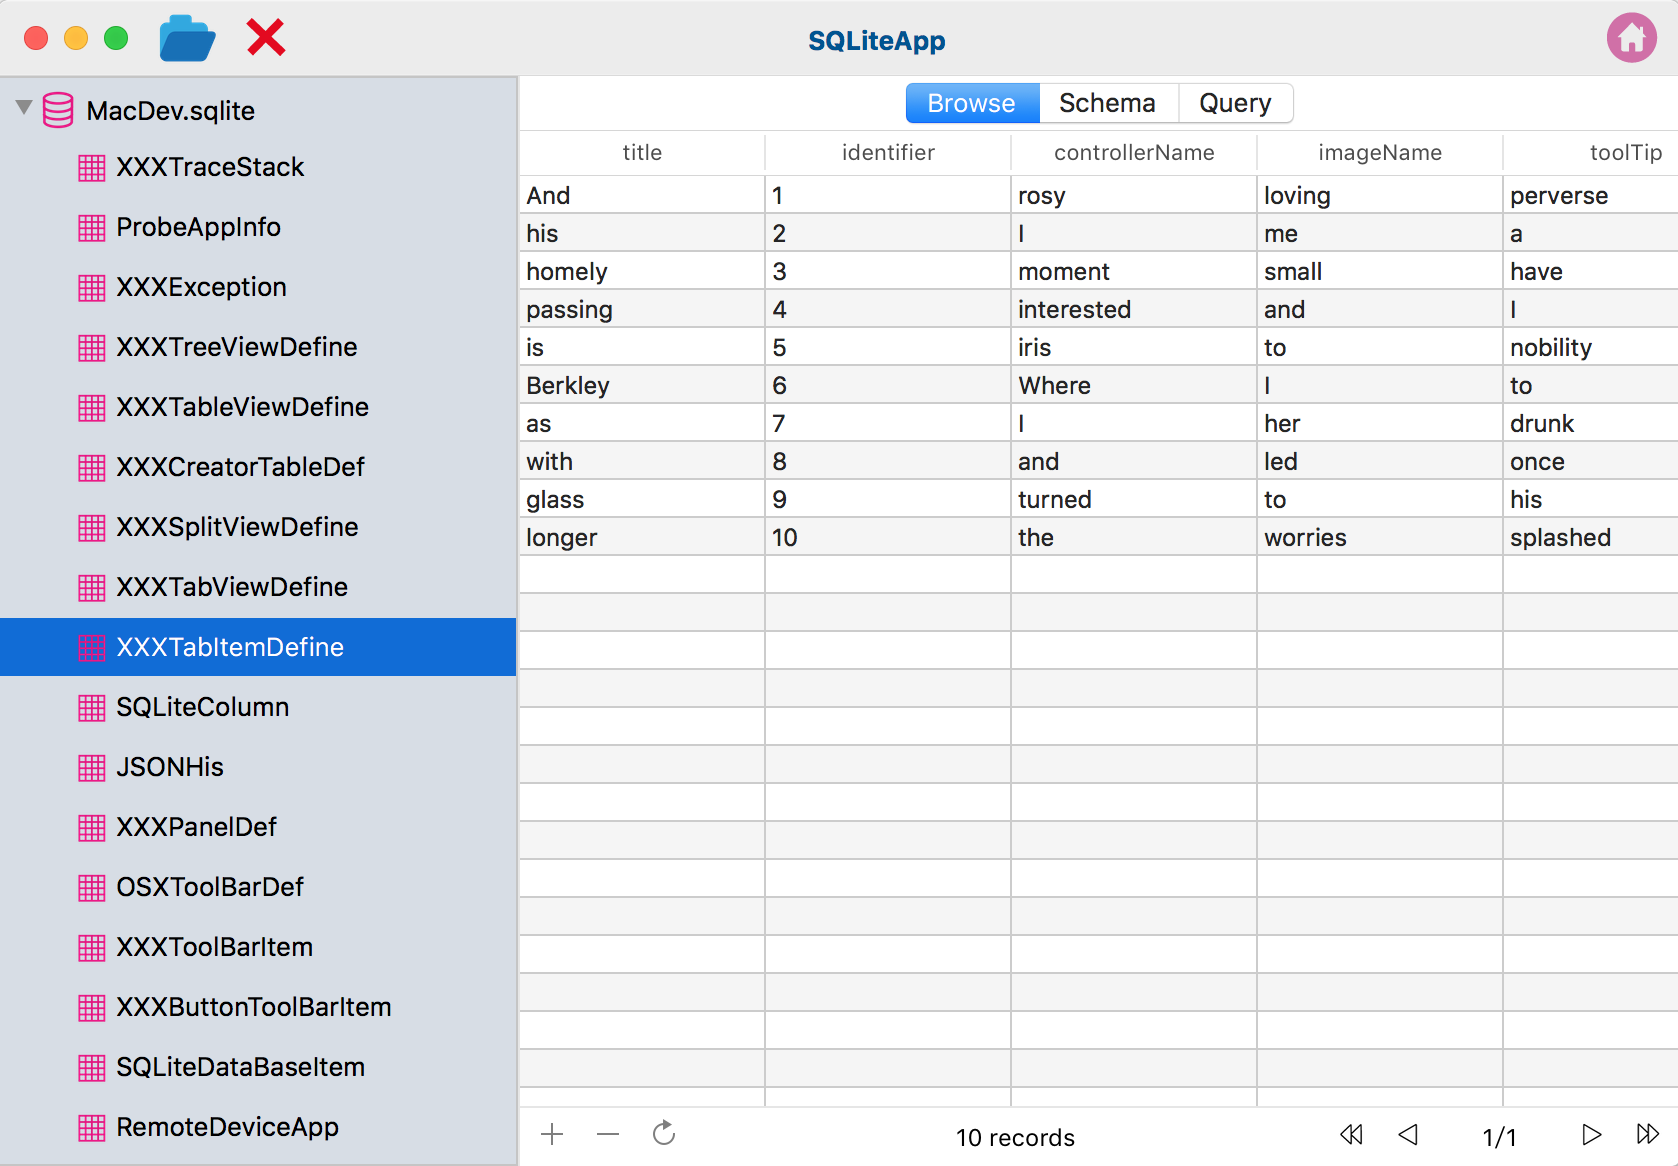 SQLiteApp
MacDev.sqlite
XXXTraceStack
ProbeAppInfo
XXXException
XXXTreeViewDefine
XXXTableViewDefine
XXXCreatorTableDef
XXXSplitViewDefine
XXXTabViewDefine
XXXTabItemDefine
SQLiteColumn
JSONHis
XXXPanelDef
OSXToolBarDef
XXXToolBarItem
XXXButtonToolBarItem
SQLiteDataBaseItem
RemoteDeviceApp
Browse Schema Query
title identifier controllerName imageName toolTip
And 1 rosy loving perverse
his 2 I me a
homely 3 moment small have
passing 4 interested and I
is 5 iris to nobility
Berkley 6 Where I to
as 7 I her drunk
with 8 and led once
glass 9 turned to his
longer 10 the worries splashed
10 records 1/1